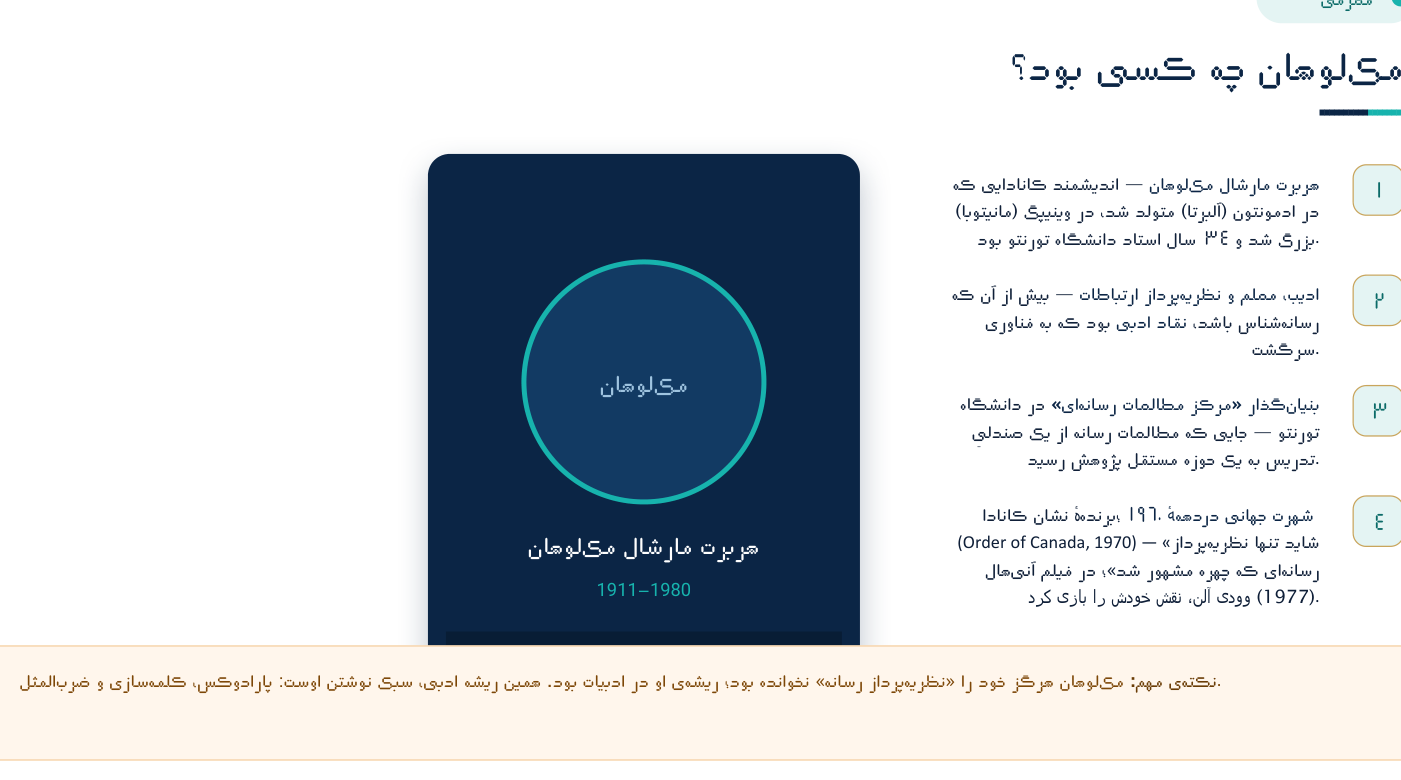 معرفی
مک‌لوهان چه کسی بود؟
۱
هربرت مارشال مک‌لوهان — اندیشمند کانادایی که
در ادمونتون (آلبرتا) متولد شد، در وینیپگ (مانیتوبا)
بزرگ شد و ۳۴ سال استاد دانشگاه تورنتو بود.
۲
ادیب، معلم و نظریه‌پرداز ارتباطات — بیش از آن که
رسانه‌شناس باشد، نقاد ادبی بود که به فناوری
سرگشت.
۳
بنیان‌گذار «مرکز مطالعات رسانه‌ای» در دانشگاه
تورنتو — جایی که مطالعات رسانه از یک صندلیِ
تدریس به یک حوزه مستقل پژوهش رسید.
۴
شهرت جهانی دردههٔ ۱۹۶۰ ؛برندهٔ نشان کانادا
(Order of Canada, 1970) — «شاید تنها نظریه‌پرداز
رسانه‌ای که چهره مشهور شد»؛ در فیلم آنی‌هال
(1977) وودی آلن، نقش خودش را بازی کرد.
مک‌لوهان
هربرت مارشال مک‌لوهان
1911–1980
نکته‌ی مهم: مک‌لوهان هرگز خود را «نظریه‌پرداز رسانه» نخوانده بود؛ ریشه‌ی او در ادبیات بود. همین ریشه ادبی، سبک نوشتن اوست: پارادوکس، کلمه‌سازی و ضرب‌المثل.